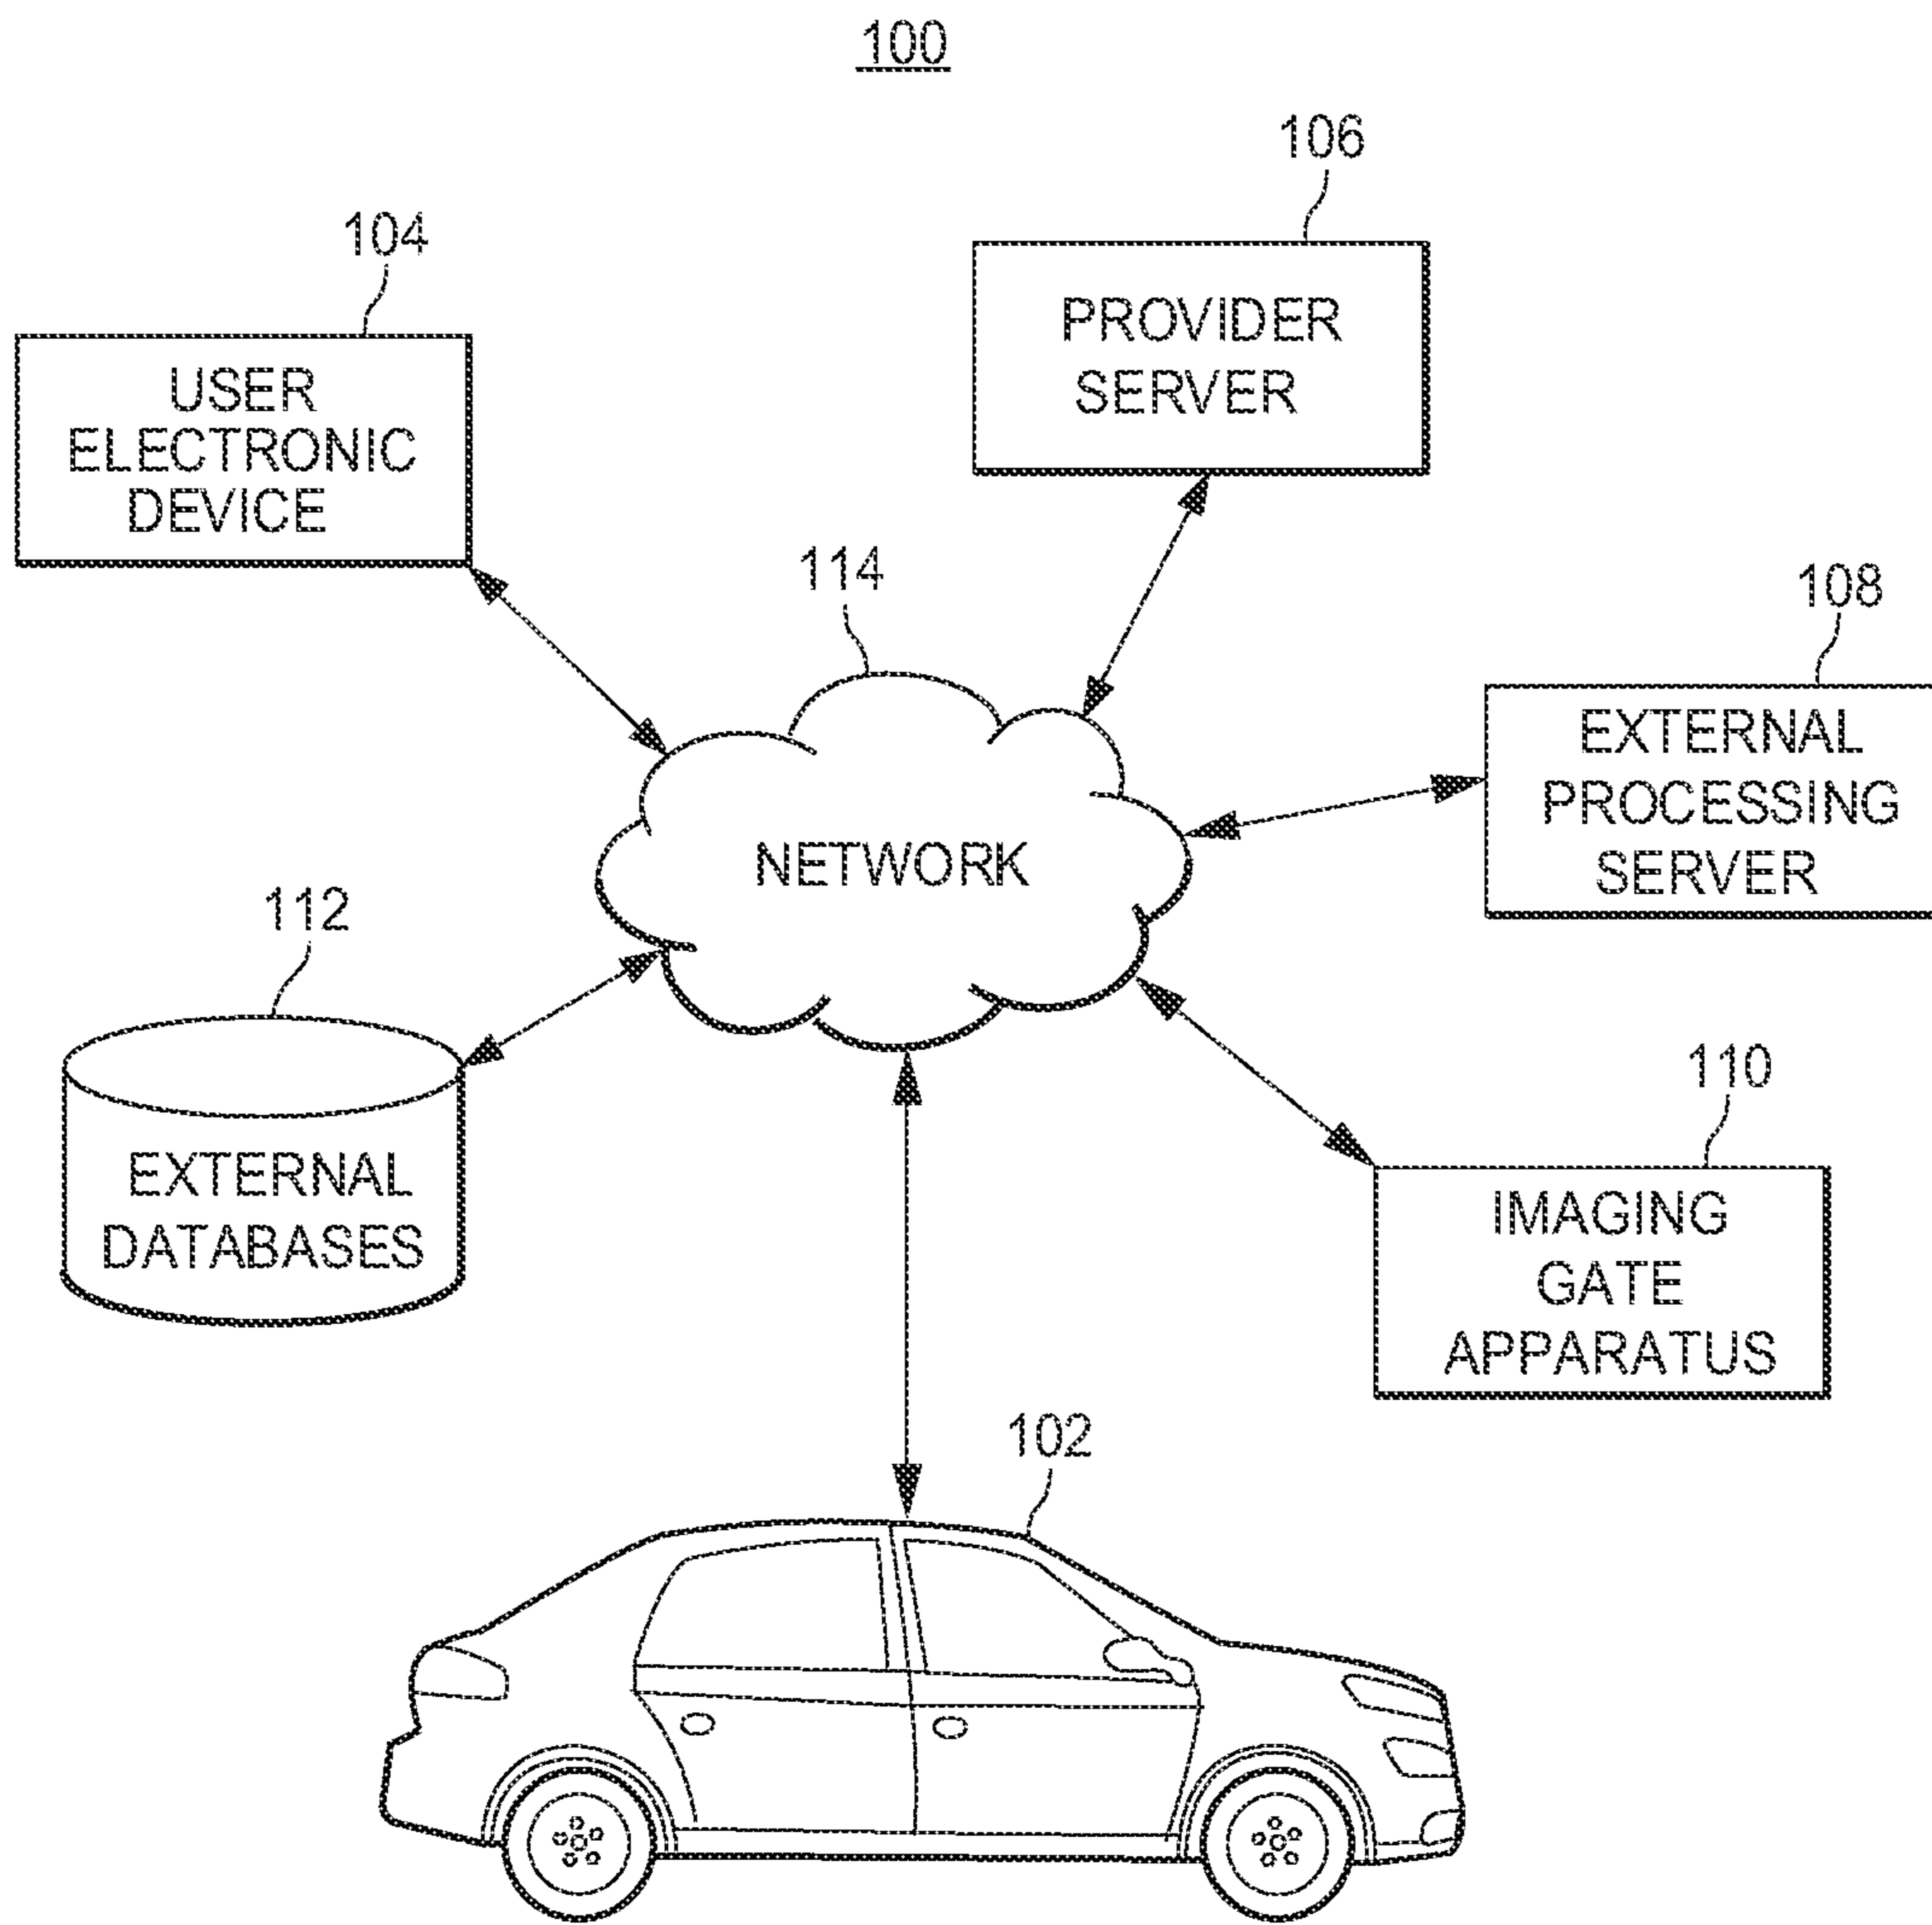 100
106
PROVIDER
SERVER
104
USER
ELECTRONIC
DEVICE
114
NETWORK
108
EXTERNAL
PROCESSING
SERVER
112
EXTERNAL
DATABASES
110
IMAGING
GATE
APPARATUS
102